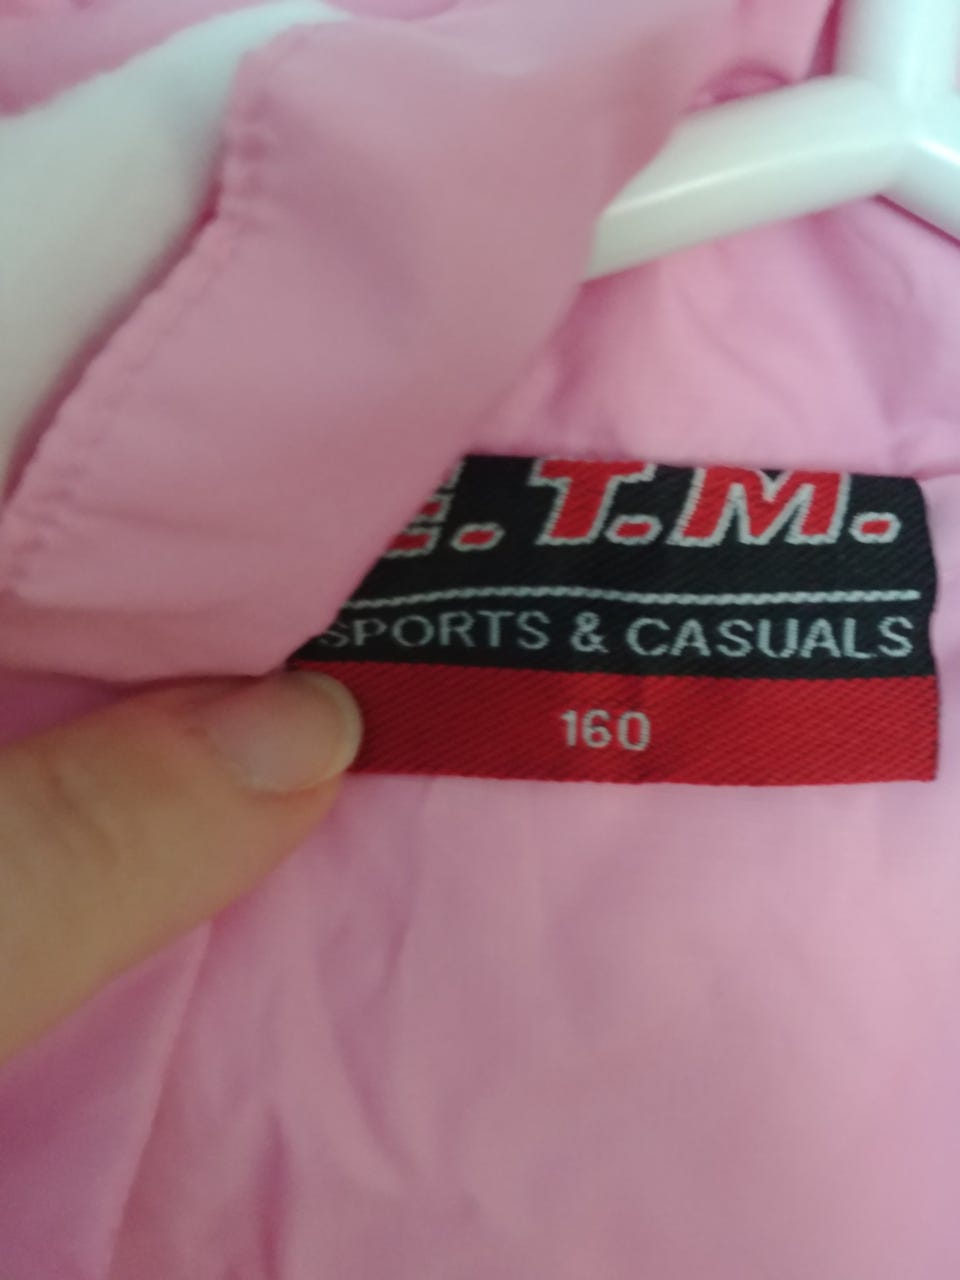 E.T.M.
SPORTS & CASUALS
160